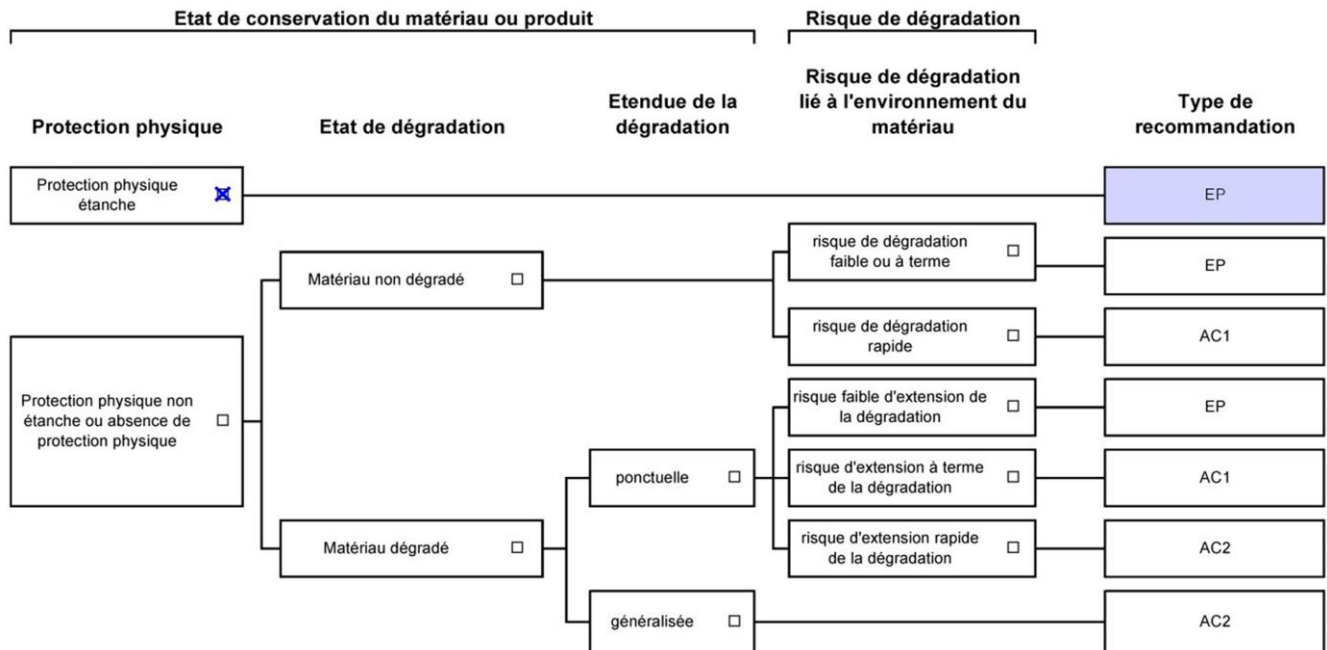 Etat de conservation du matériau ou produit
Risque de dégradation
Protection physique
Etat de dégradation
Etendue de la
dégradation
Risque de dégradation
lié à l'environnement du
matériau
Type de
recommandation
Protection physique
étanche
EP
Matériau non dégradé
risque de dégradation
faible ou à terme
EP
risque de dégradation
rapide
AC1
Protection physique non
étanche ou absence de
protection physique
risque faible d'extension de
la dégradation
EP
ponctuelle
risque d'extension à terme
de la dégradation
AC1
Matériau dégradé
risque d'extension rapide
de la dégradation
AC2
généralisée
AC2